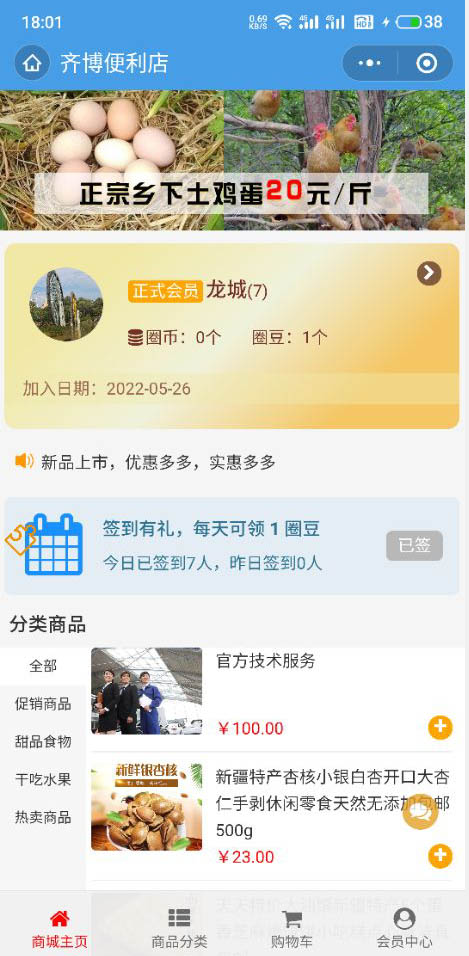 18:01
0.69 KB/S
4G
4G
HD
38
齐博便利店
正宗乡下土鸡蛋20元/斤
正式会员 龙城(7)
圈币：0个 圈豆：1个
加入日期：2022-05-26
新品上市，优惠多多，实惠多多
签到有礼，每天可领 1 圈豆
今日已签到7人，昨日签到0人
已签
分类商品
全部
促销商品
甜品食物
干吃水果
热卖商品
官方技术服务
￥100.00
新鲜银杏核
新疆特产杏核小银白杏开口大杏
仁手剥休闲零食天然无添加包邮
500g
￥23.00
商城主页
商品分类
购物车
会员中心